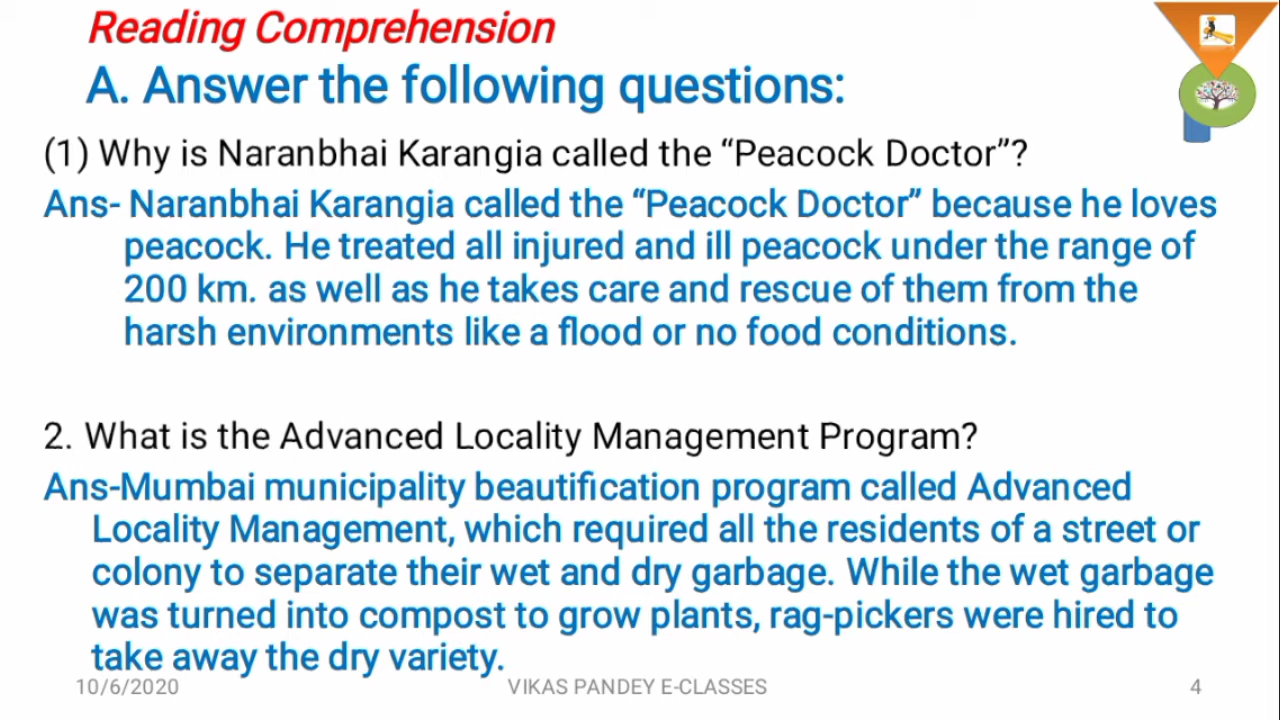 Reading Comprehension
A. Answer the following questions:
(1) Why is Naranbhai Karangia called the “Peacock Doctor”?
Ans- Naranbhai Karangia called the “Peacock Doctor” because he loves
peacock. He treated all injured and ill peacock under the range of
200 km. as well as he takes care and rescue of them from the
harsh environments like a flood or no food conditions.
2. What is the Advanced Locality Management Program?
Ans-Mumbai municipality beautification program called Advanced
Locality Management, which required all the residents of a street or
colony to separate their wet and dry garbage. While the wet garbage
was turned into compost to grow plants, rag-pickers were hired to
take away the dry variety.
10/6/2020 VIKAS PANDEY E-CLASSES 4